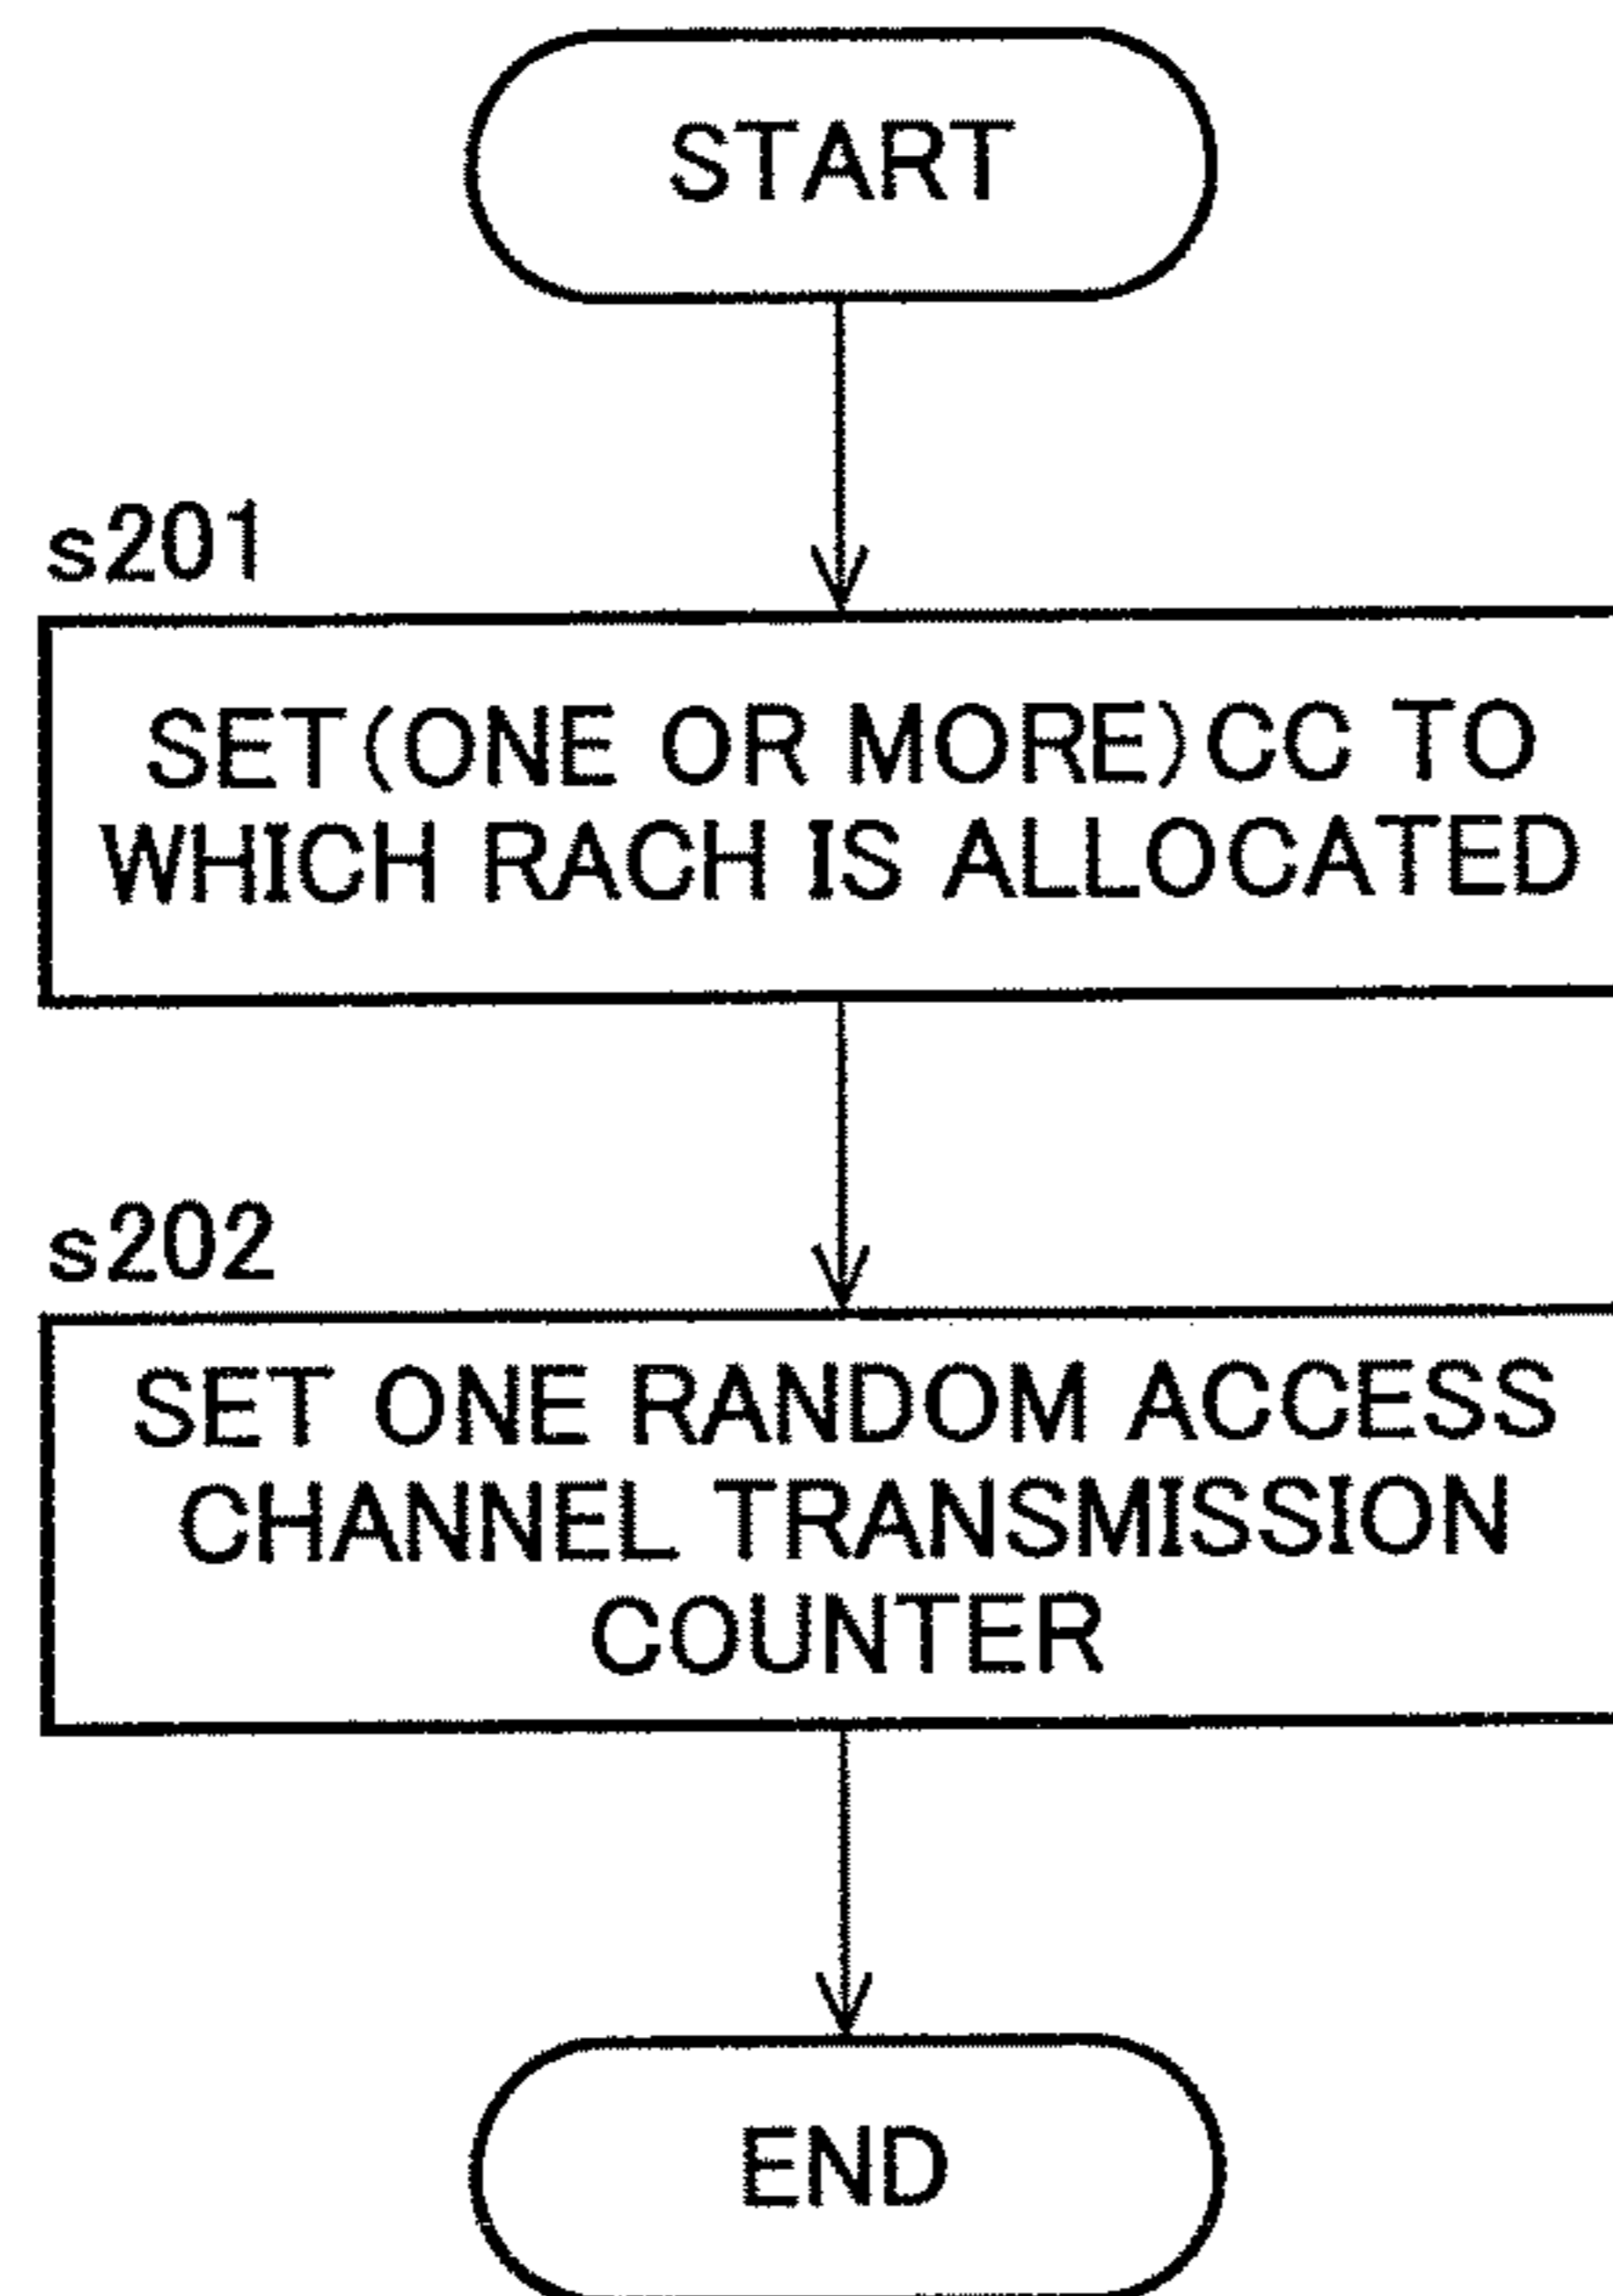 START
s201
SET(ONE OR MORE)CC TO
WHICH RACH IS ALLOCATED
s202
SET ONE RANDOM ACCESS
CHANNEL TRANSMISSION
COUNTER
END